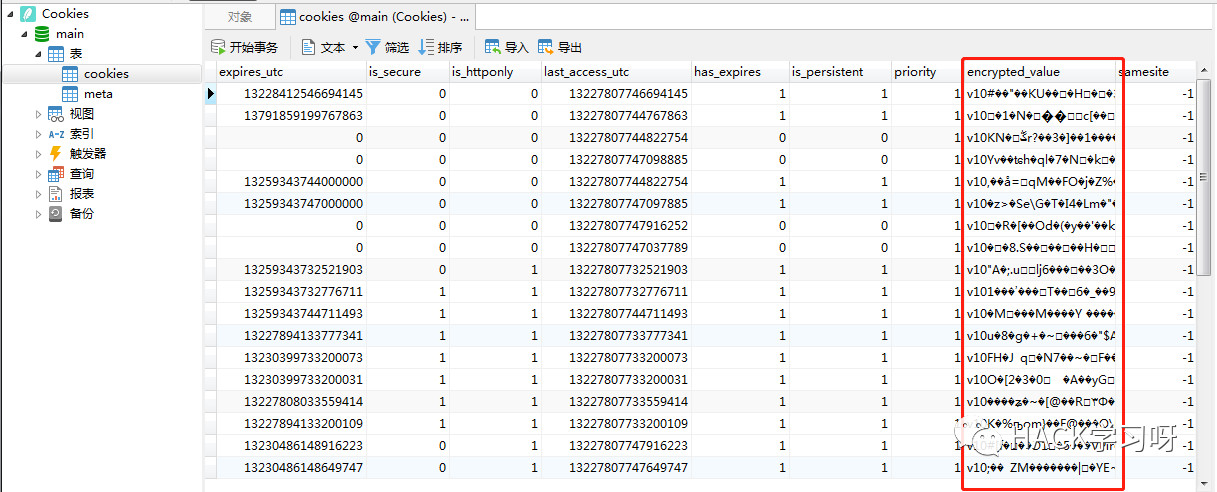 Cookies
main
表
cookies
meta
视图
索引
触发器
查询
报表
备份
对象
cookies @main (Cookies) - ...
开始事务 文本 筛选 排序 导入 导出
expires_utc is_secure is_httponly last_access_utc has_expires is_persistent priority encrypted_value samesite
13228412546694145 0 0 13227807746694145 1 1 1 v10#��"��KU��□�H□�□�: -1
13791859199767863 0 0 13227807744767863 1 1 1 v10□�1�N�□��□□c[��□ -1
0 0 0 13227807744822754 0 0 1 v10KN�□ r?��3�]��1���� -1
0 0 0 13227807747098885 0 0 1 v10Yv��teh�ql�7�N□�k□ -1
13259343744000000 0 0 13227807744822754 1 1 1 v10,��å=□qM��FO�j�Z%� -1
13259343747000000 0 0 13227807747097885 1 1 1 v10�z>�Se\G�T�I4�Lm�"� -1
0 0 0 13227807747916252 0 0 1 v10□�R�[��Od�(�y��'��k -1
0 0 0 13227807747037789 0 0 1 v10�□�8.S��□��□��H�□□ -1
13259343732521903 0 1 13227807732521903 1 1 1 v10"A�;.u□□lj6���□��3O� -1
13259343732776711 1 1 13227807732776711 1 1 1 v101���'���□T��□6�_��9 -1
13259343744711493 1 1 13227807744711493 1 1 1 v10�M□���M����Y ����� -1
13227894133777341 1 1 13227807733777341 1 1 1 v10u�8�g�+�~□���6�"$A -1
13230399733200073 1 1 13227807733200073 1 1 1 v10FH�J q□�N7��~�□F�� -1
13230399733200031 0 1 13227807733200031 1 1 1 v10O�[2�3�0□ �A��yG□ -1
13227808033559414 0 1 13227807733559414 1 1 1 v10���� �~�[@��R□ Φ� -1
13227894133200109 1 1 13227807733200109 1 1 1
13230486148916223 0 1 13227807747916223 1 1 1 -1
13230486148649747 0 1 13227807747649747 1 1 1 v10;�� ZM�������|□�YE~ -1
HACK学习呀